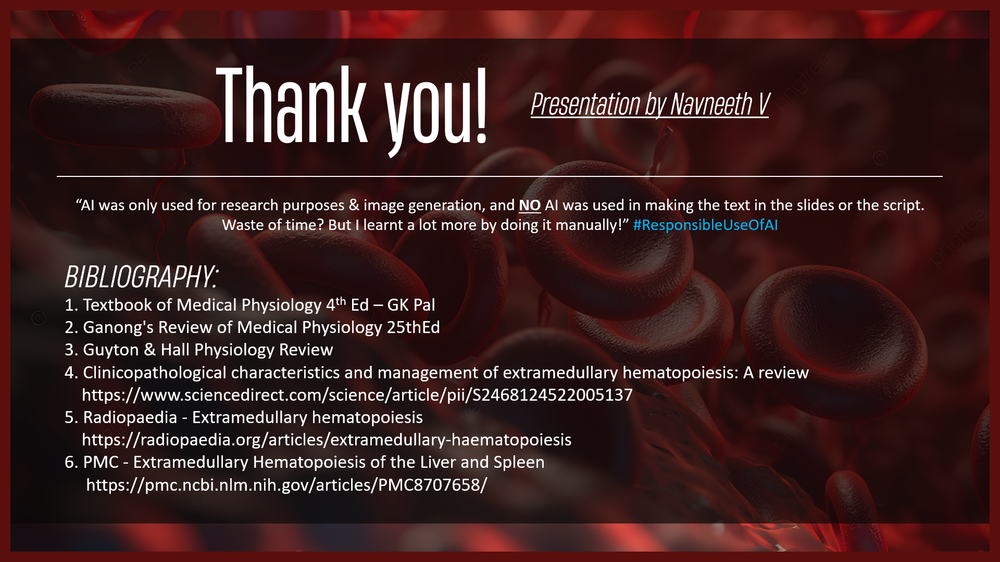 Thank you!
Presentation by Navneeth V
“AI was only used for research purposes & image generation, and NO AI was used in making the text in the slides or the script.
Waste of time? But I learnt a lot more by doing it manually!” #ResponsibleUseOfAI
BIBLIOGRAPHY:
1. Textbook of Medical Physiology 4th Ed – GK Pal
2. Ganong's Review of Medical Physiology 25thEd
3. Guyton & Hall Physiology Review
4. Clinicopathological characteristics and management of extramedullary hematopoiesis: A review
https://www.sciencedirect.com/science/article/pii/S2468124522005137
5. Radiopaedia - Extramedullary hematopoiesis
https://radiopaedia.org/articles/extramedullary-haematopoiesis
6. PMC - Extramedullary Hematopoiesis of the Liver and Spleen
https://pmc.ncbi.nlm.nih.gov/articles/PMC8707658/
pngtree
pngtree
pngtree